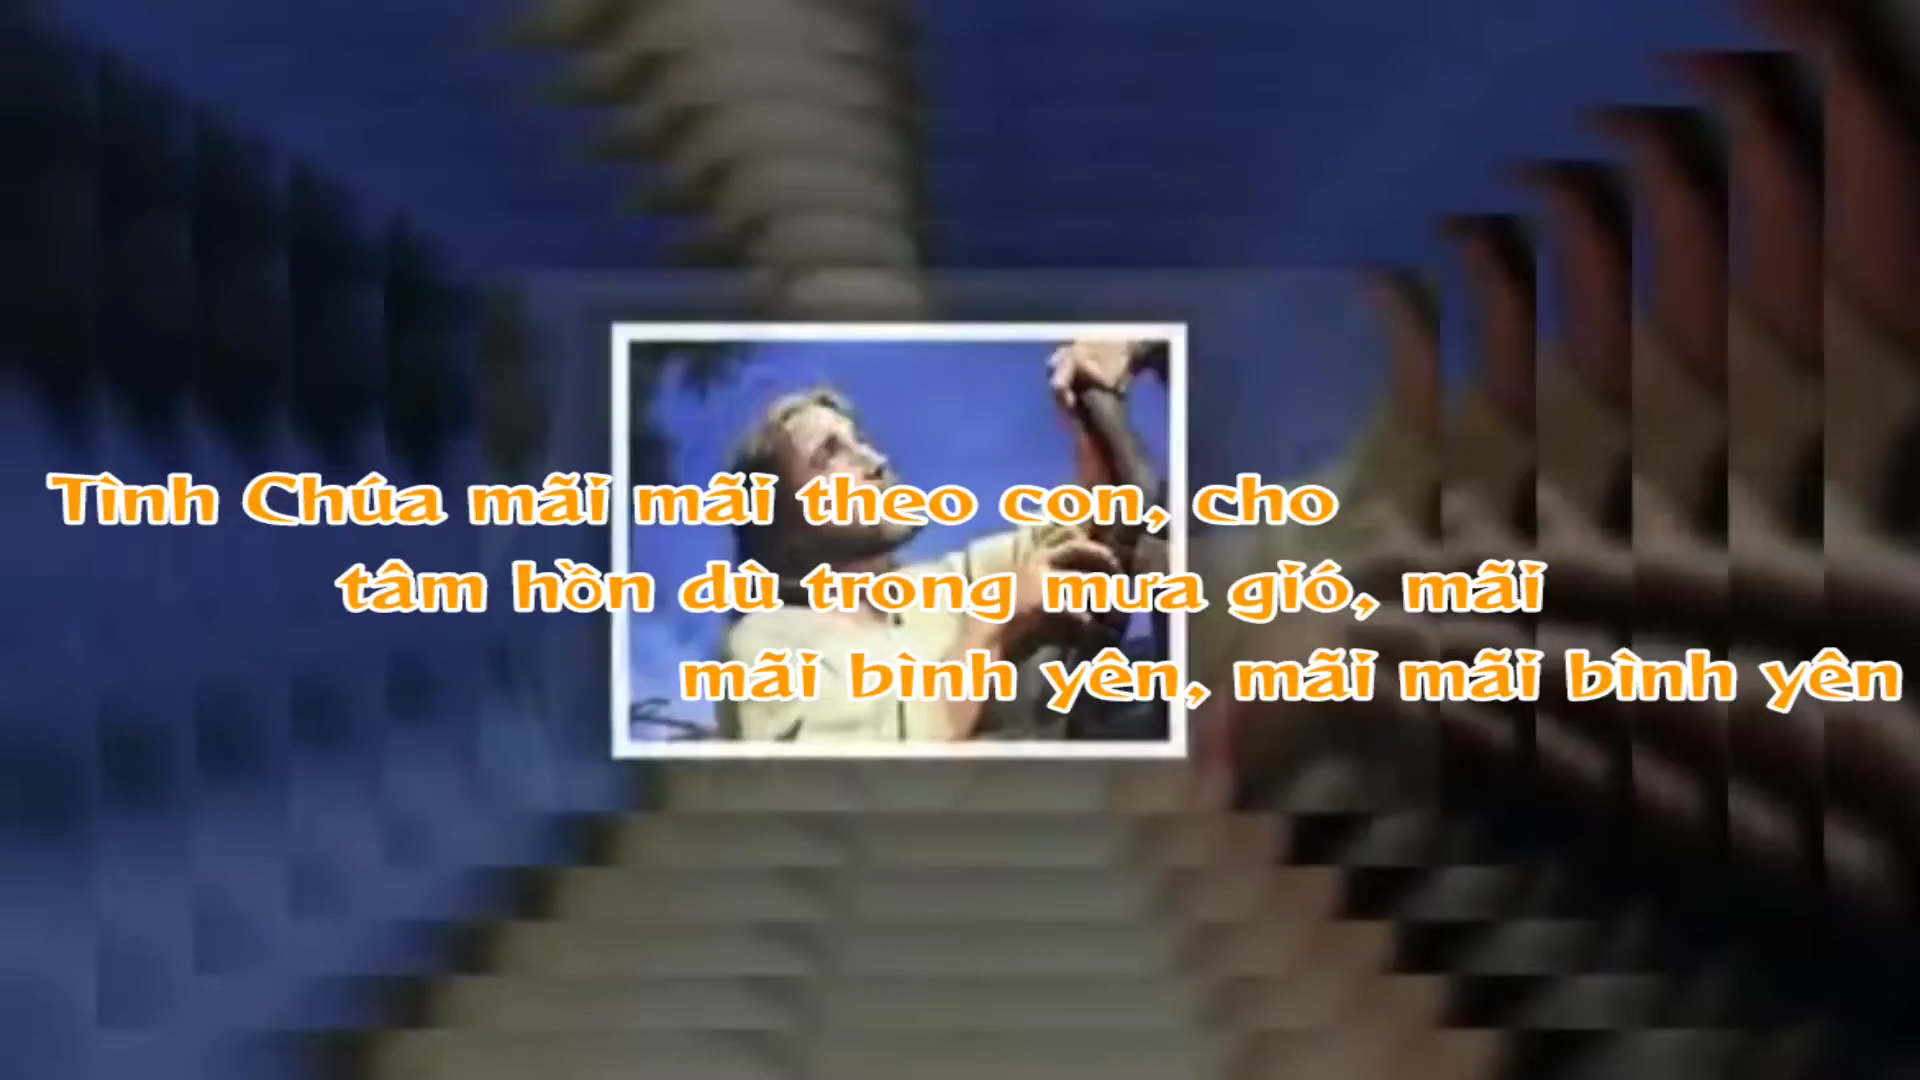 Tình Chúa mãi mãi theo con, cho
tâm hồn dù trong mưa gió, mãi
mãi bình yên, mãi mãi bình yên